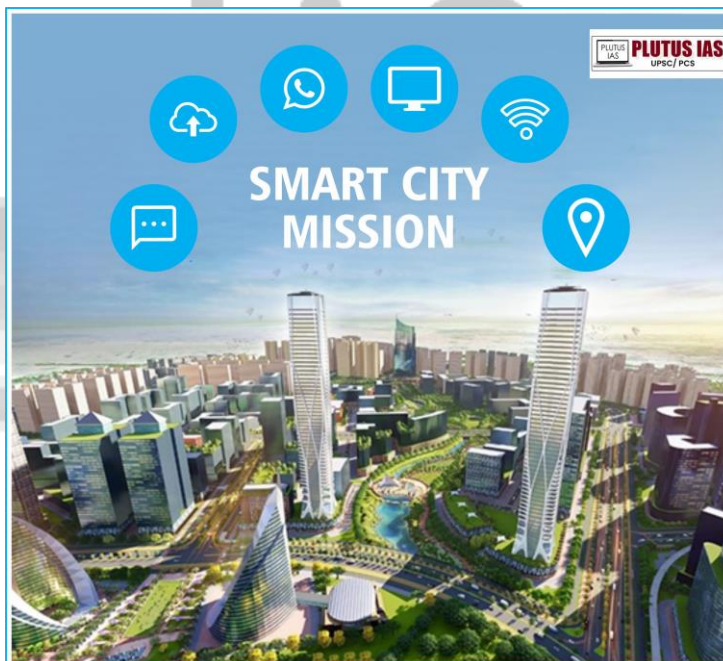 PLUTUS
IAS
PLUTUS IAS
UPSC/ PCS
SMART CITY
MISSION